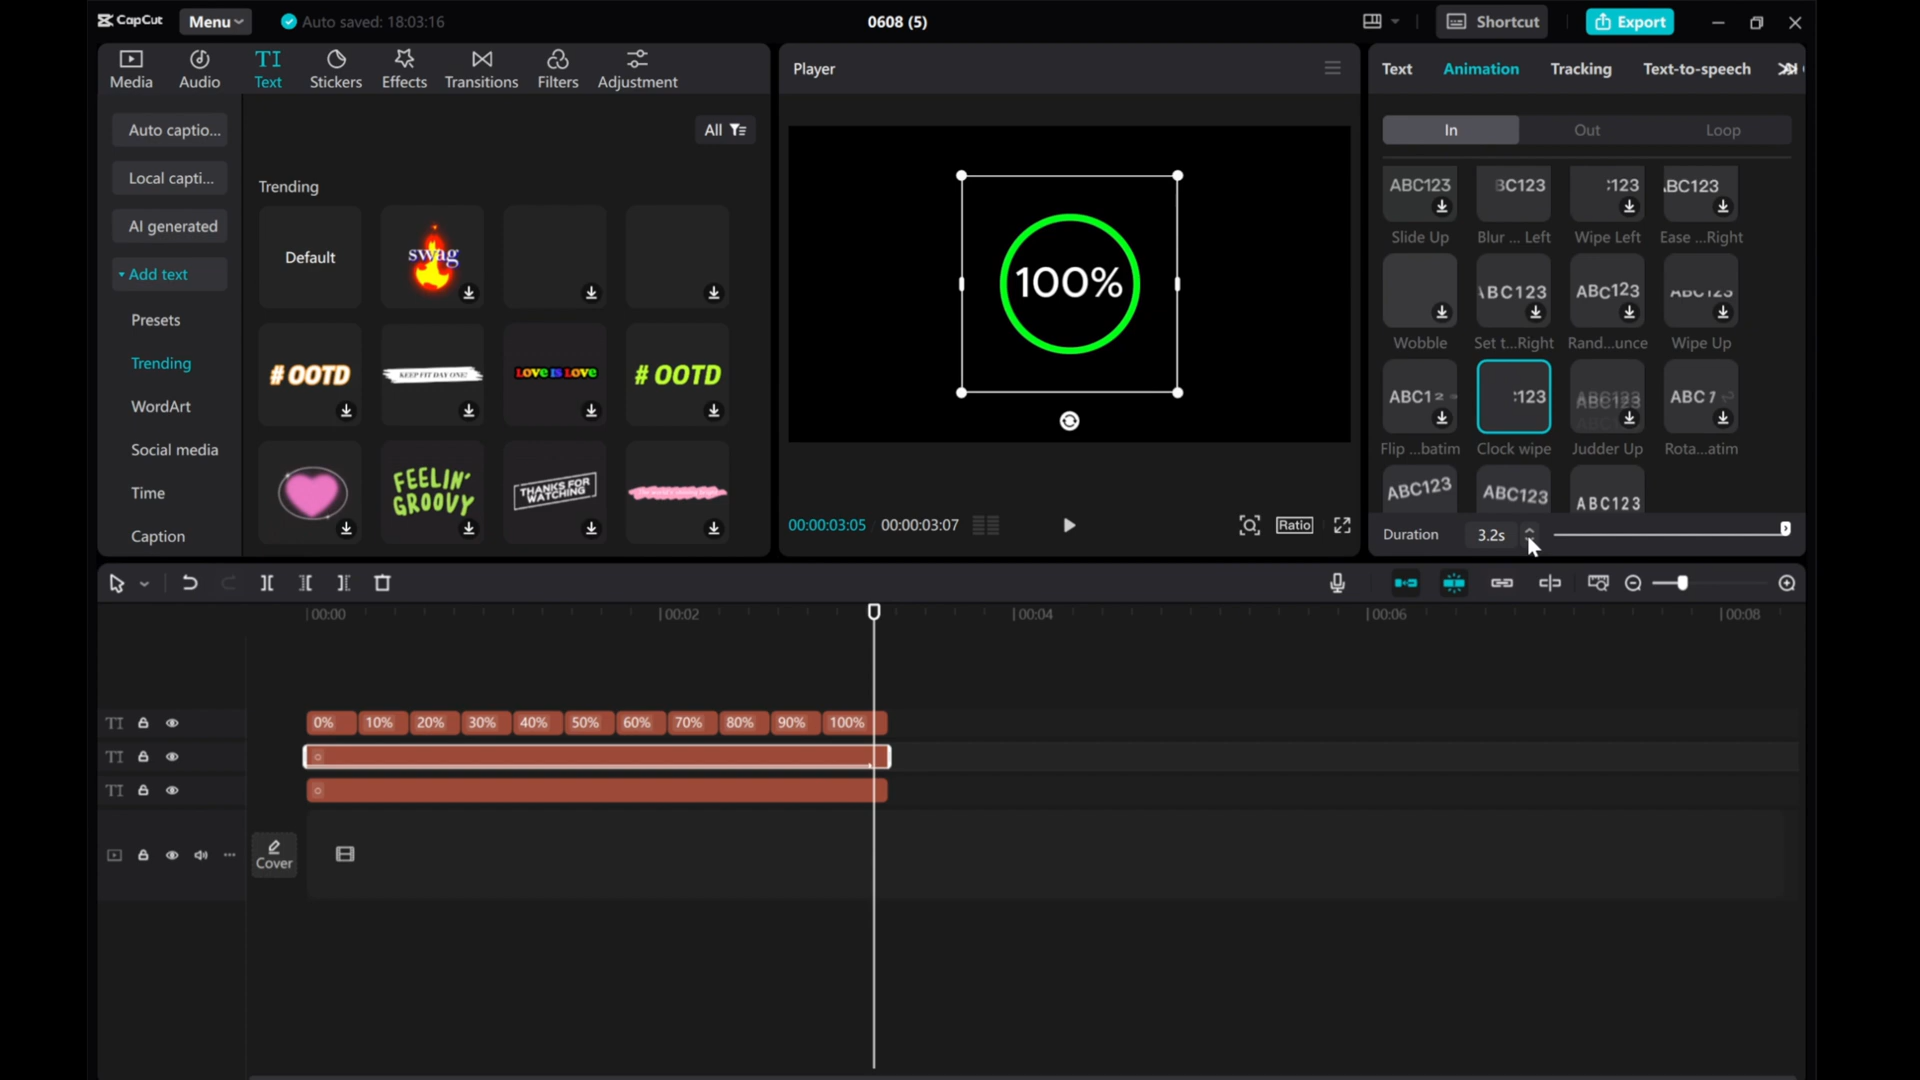 CapCut Menu Auto saved: 18:03:16 0608 (5) Shortcut Export
Media Audio Text Stickers Effects Transitions Filters Adjustment
Auto captio...
Local capti...
AI generated
Add text
Presets
Trending
WordArt
Social media
Time
Caption
All
Trending
Default
swag
# OOTD
KEEP FIT DAY ONE!
LOVE IS LOVE
# OOTD
FEELIN'
GROOVY
THANKS FOR
WATCHING
Player
100%
00:00:03:05 00:00:03:07 Ratio
Text Animation Tracking Text-to-speech
In Out Loop
ABC123 BC123 :123 ABC123
Slide Up Blur ... Left Wipe Left Ease ...Right
ABC123 ABC123 ABC123
Wobble Set t...Right Rand...unce Wipe Up
ABC12 :123 ABC123 ABC1
Flip ...batim Clock wipe Judder Up Rota...atim
ABC123 ABC123 ABC123
Duration 3.2s
00:00 00:02 00:04 00:06 00:08
TI 0% 10% 20% 30% 40% 50% 60% 70% 80% 90% 100%
TI
TI
Cover